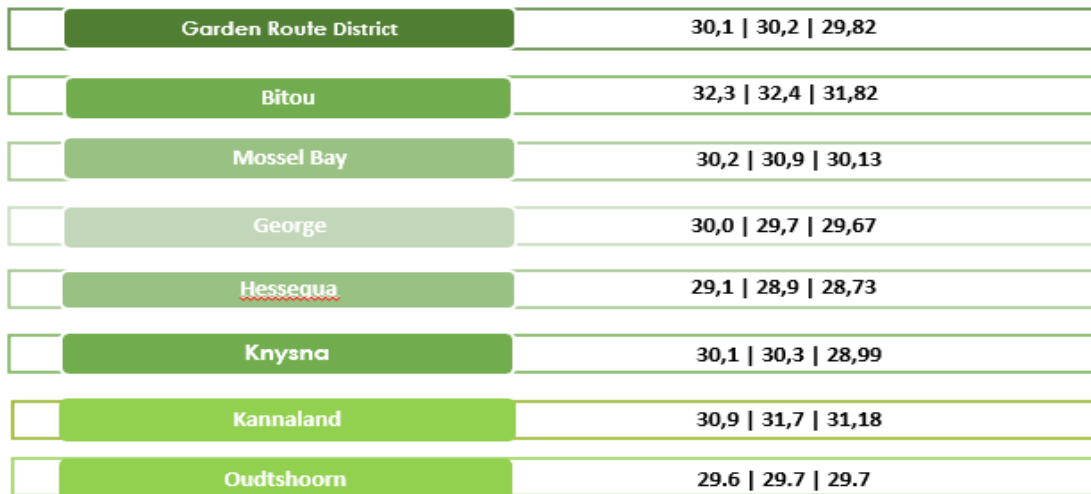 Garden Route District 30,1 | 30,2 | 29,82
Bitou 32,3 | 32,4 | 31,82
Mossel Bay 30,2 | 30,9 | 30,13
George 30,0 | 29,7 | 29,67
Hessequa 29,1 | 28,9 | 28,73
Knysna 30,1 | 30,3 | 28,99
Kannaland 30,9 | 31,7 | 31,18
Oudtshoorn 29.6 | 29.7 | 29.7